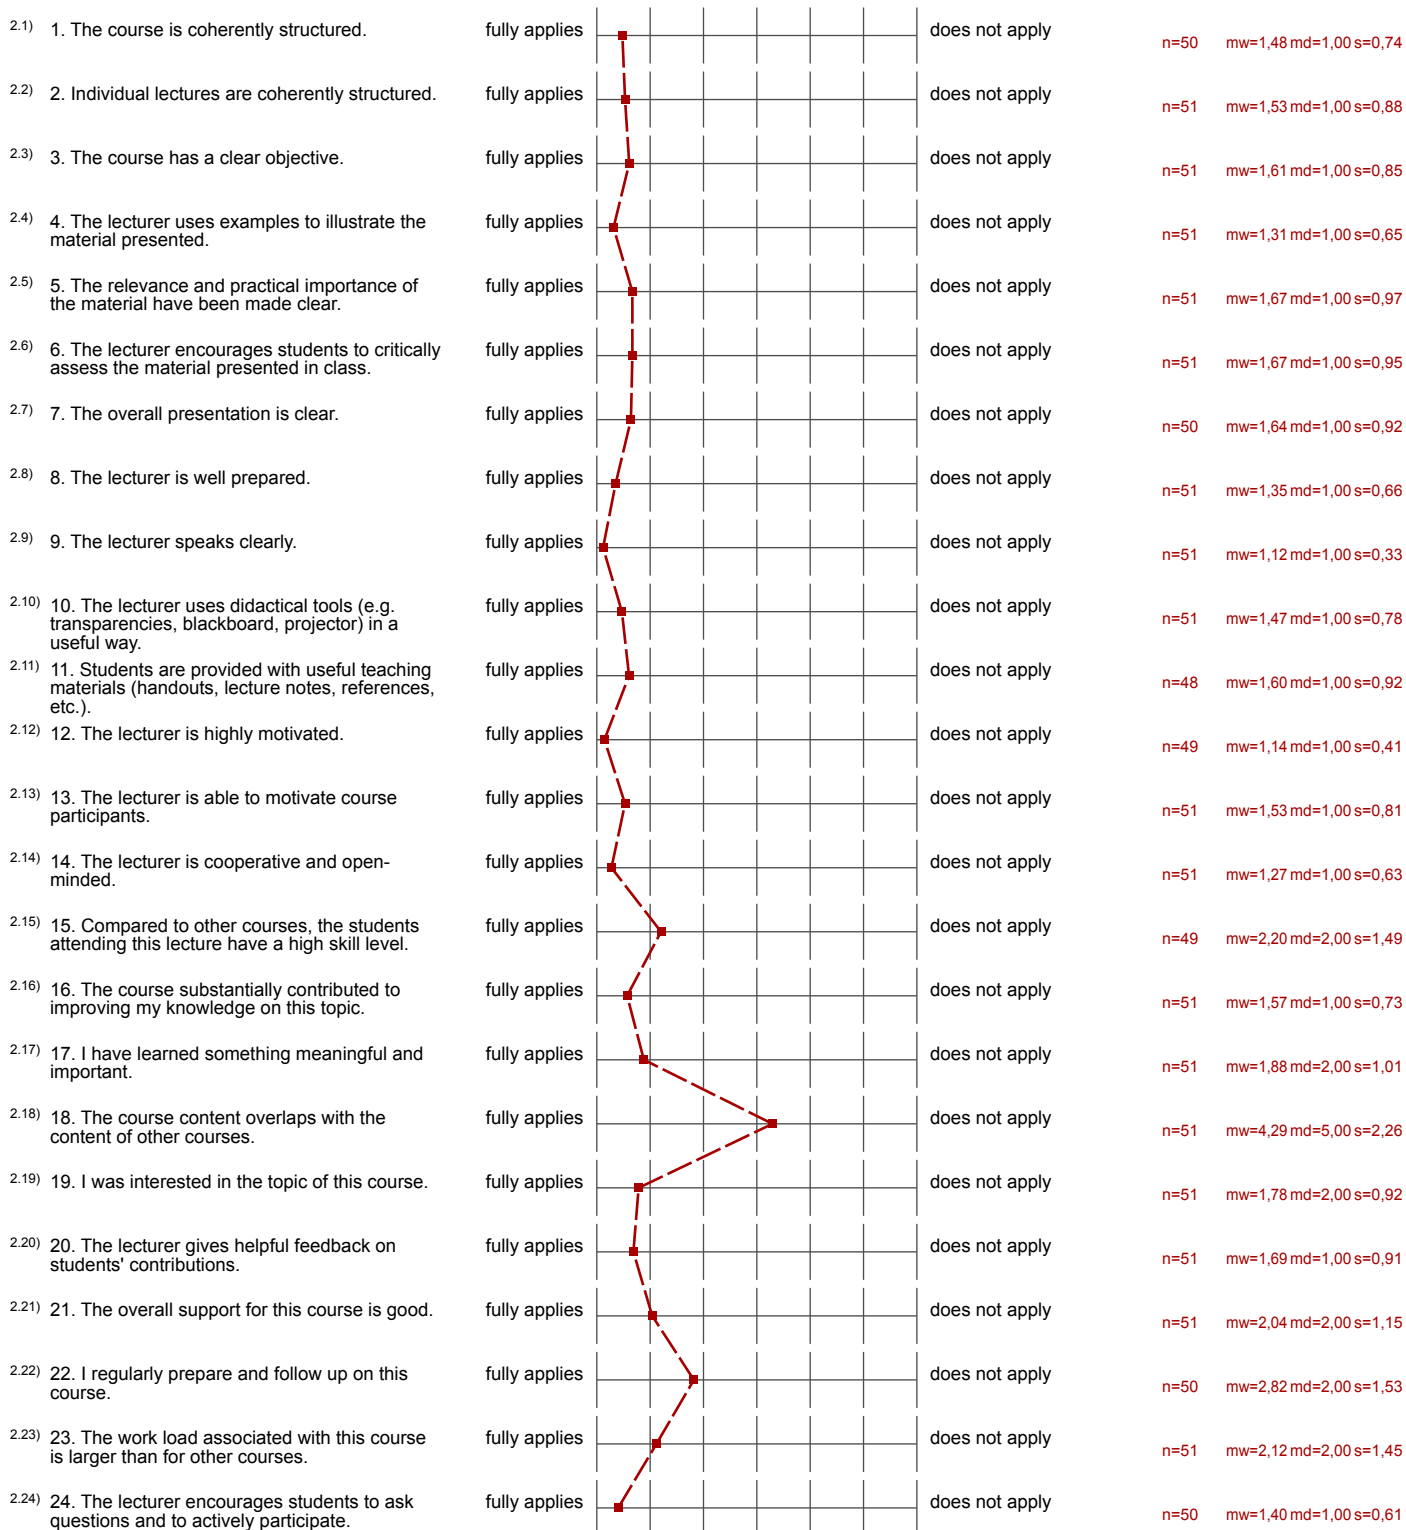 2.1) 1. The course is coherently structured. fully applies does not apply n=50 mw=1,48 md=1,00 s=0,74
2.2) 2. Individual lectures are coherently structured. fully applies does not apply n=51 mw=1,53 md=1,00 s=0,88
2.3) 3. The course has a clear objective. fully applies does not apply n=51 mw=1,61 md=1,00 s=0,85
2.4) 4. The lecturer uses examples to illustrate the fully applies does not apply
material presented. n=51 mw=1,31 md=1,00 s=0,65
2.5) 5. The relevance and practical importance of fully applies does not apply
the material have been made clear. n=51 mw=1,67 md=1,00 s=0,97
2.6) 6. The lecturer encourages students to critically fully applies does not apply
assess the material presented in class. n=51 mw=1,67 md=1,00 s=0,95
2.7) 7. The overall presentation is clear. fully applies does not apply n=50 mw=1,64 md=1,00 s=0,92
2.8) 8. The lecturer is well prepared. fully applies does not apply n=51 mw=1,35 md=1,00 s=0,66
2.9) 9. The lecturer speaks clearly. fully applies does not apply n=51 mw=1,12 md=1,00 s=0,33
2.10) 10. The lecturer uses didactical tools (e.g. fully applies does not apply
transparencies, blackboard, projector) in a n=51 mw=1,47 md=1,00 s=0,78
useful way.
2.11) 11. Students are provided with useful teaching fully applies does not apply
materials (handouts, lecture notes, references, n=48 mw=1,60 md=1,00 s=0,92
etc.).
2.12) 12. The lecturer is highly motivated. fully applies does not apply n=49 mw=1,14 md=1,00 s=0,41
2.13) 13. The lecturer is able to motivate course fully applies does not apply
participants. n=51 mw=1,53 md=1,00 s=0,81
2.14) 14. The lecturer is cooperative and open- fully applies does not apply
minded. n=51 mw=1,27 md=1,00 s=0,63
2.15) 15. Compared to other courses, the students fully applies does not apply
attending this lecture have a high skill level. n=49 mw=2,20 md=2,00 s=1,49
2.16) 16. The course substantially contributed to fully applies does not apply
improving my knowledge on this topic. n=51 mw=1,57 md=1,00 s=0,73
2.17) 17. I have learned something meaningful and fully applies does not apply
important. n=51 mw=1,88 md=2,00 s=1,01
2.18) 18. The course content overlaps with the fully applies does not apply
content of other courses. n=51 mw=4,29 md=5,00 s=2,26
2.19) 19. I was interested in the topic of this course. fully applies does not apply n=51 mw=1,78 md=2,00 s=0,92
2.20) 20. The lecturer gives helpful feedback on fully applies does not apply
students' contributions. n=51 mw=1,69 md=1,00 s=0,91
2.21) 21. The overall support for this course is good. fully applies does not apply n=51 mw=2,04 md=2,00 s=1,15
2.22) 22. I regularly prepare and follow up on this fully applies does not apply
course. n=50 mw=2,82 md=2,00 s=1,53
2.23) 23. The work load associated with this course fully applies does not apply
is larger than for other courses. n=51 mw=2,12 md=2,00 s=1,45
2.24) 24. The lecturer encourages students to ask fully applies does not apply
questions and to actively participate. n=50 mw=1,40 md=1,00 s=0,61